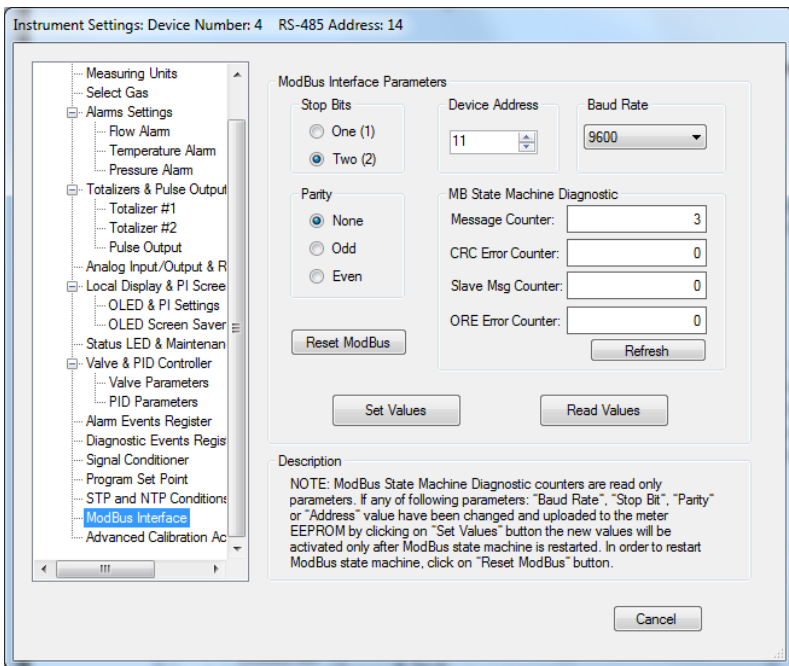 Instrument Settings: Device Number: 4 RS-485 Address: 14
Measuring Units
Select Gas
Alarms Settings
Flow Alarm
Temperature Alarm
Pressure Alarm
Totalizers & Pulse Output
Totalizer #1
Totalizer #2
Pulse Output
Analog Input/Output & R
Local Display & PI Scree
OLED & PI Settings
OLED Screen Saver
Status LED & Maintenan
Valve & PID Controller
Valve Parameters
PID Parameters
Alarm Events Register
Diagnostic Events Regis
Signal Conditioner
Program Set Point
STP and NTP Conditions
ModBus Interface
Advanced Calibration Ac
ModBus Interface Parameters
Stop Bits
One (1)
Two (2)
Device Address
11
Baud Rate
9600
Parity
None
Odd
Even
Reset ModBus
MB State Machine Diagnostic
Message Counter: 3
CRC Error Counter: 0
Slave Msg Counter: 0
ORE Error Counter: 0
Refresh
Set Values
Read Values
Description
NOTE: ModBus State Machine Diagnostic counters are read only
parameters. If any of following parameters: "Baud Rate", "Stop Bit", "Parity"
or "Address" value have been changed and uploaded to the meter
EEPROM by clicking on "Set Values" button the new values will be
activated only after ModBus state machine is restarted. In order to restart
ModBus state machine, click on "Reset ModBus" button.
Cancel